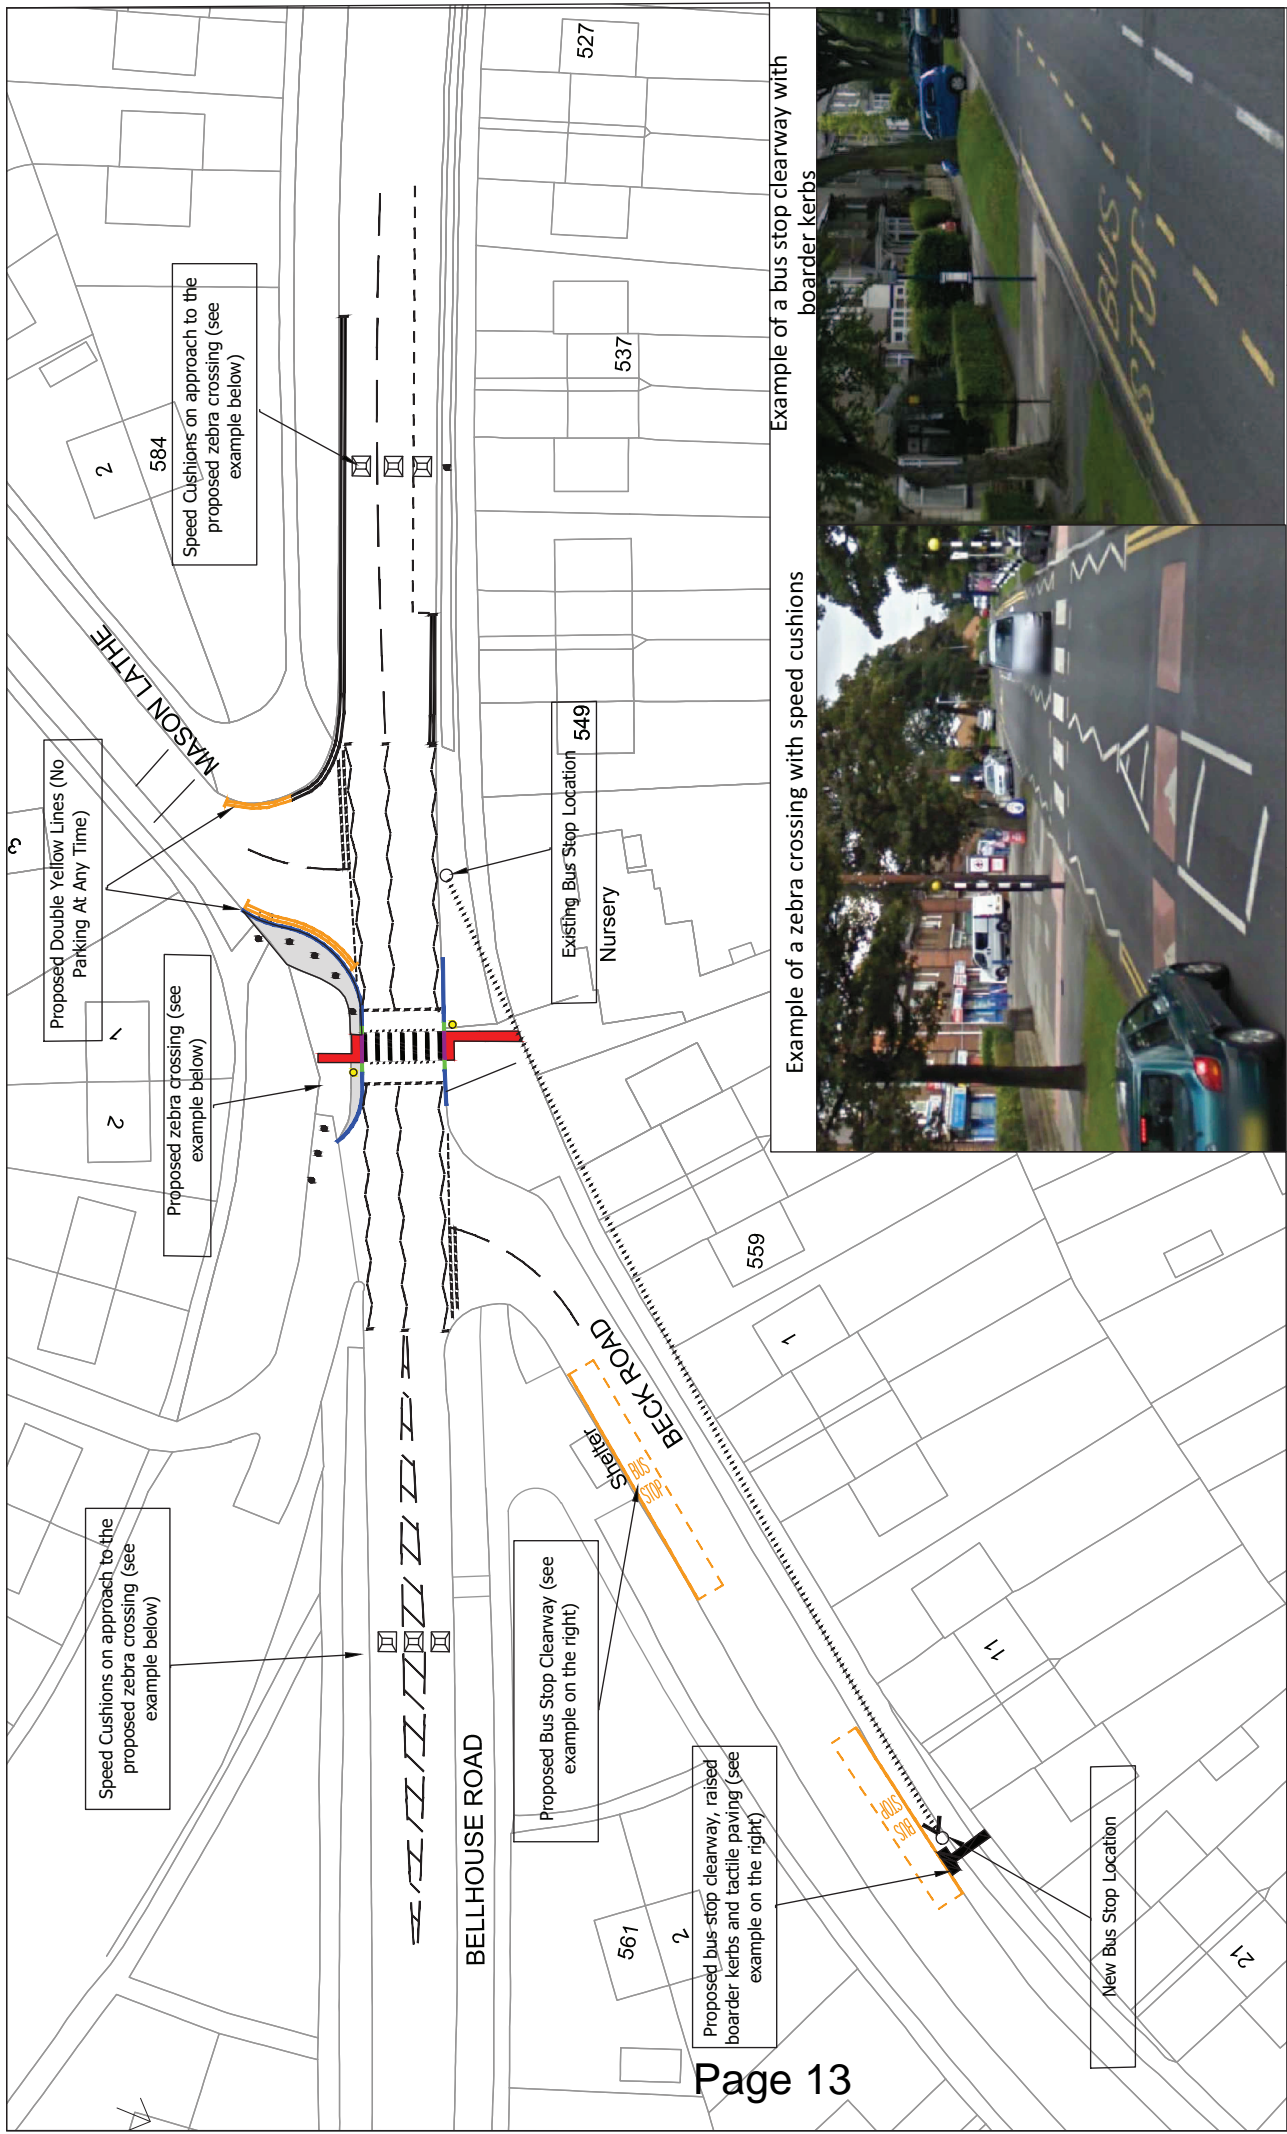 Speed Cushions on approach to the
proposed zebra crossing (see
example below)
Proposed zebra crossing (see
example below)
Proposed Double Yellow Lines (No
Parking At Any Time)
Speed Cushions on approach to the
proposed zebra crossing (see
example below)
MASON LATHE
2
584
3
1
2
527
537
549
Existing Bus Stop Location
Nursery
BELLHOUSE ROAD
Proposed Bus Stop Clearway (see
example on the right)
Shelter
BUS
STOP
BECK ROAD
559
1
11
21
561
2
Proposed bus stop clearway, raised
boarder kerbs and tactile paving (see
example on the right)
BUS
STOP
New Bus Stop Location
Example of a zebra crossing with speed cushions
Example of a bus stop clearway with
boarder kerbs
BUS
STOP
Page 13